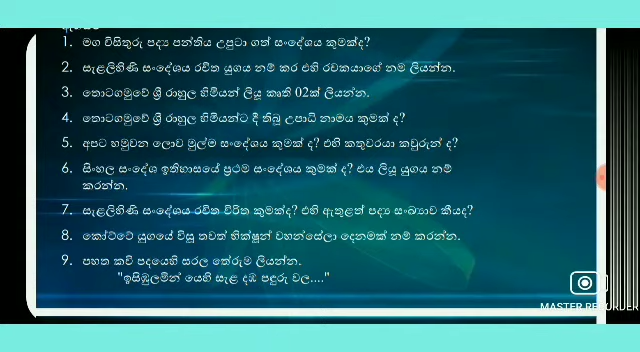 1. මග විසිතුරු පද්‍ය පන්තිය උපුටා ගත් සංදේශය කුමක්ද?
2. සැළලිහිණි සංදේශය රචිත යුගය නම් කර එහි රචකයාගේ නම ලියන්න.
3. තොටගමුවේ ශ්‍රී රාහුල හිමියන් ලියූ කෘති 02ක් ලියන්න.
4. තොටගමුවේ ශ්‍රී රාහුල හිමියන්ට දී තිබූ උපාධි නාමය කුමක් ද?
5. අපට හමුවන ලොව මුල්ම සංදේශය කුමක් ද? එහි කතුවරයා කවුරුන් ද?
6. සිංහල සංදේශ ඉතිහාසයේ ප්‍රථම සංදේශය කුමක් ද? එය ලියූ යුගය නම්
කරන්න.
7. සැළලිහිණි සංදේශය රචිත විරිත කුමක්ද? එහි ඇතුළත් පද්‍ය සංඛ්‍යාව කීයද?
8. කෝට්ටේ යුගයේ විසූ තවත් භික්ෂූන් වහන්සේලා දෙනමක් නම් කරන්න.
9. පහත කවි පදයෙහි සරල තේරුම ලියන්න.
"ඉසිඹුලමින් යෙහි සැළ දඹ පඳුරු වල...."
MASTER RECORDER